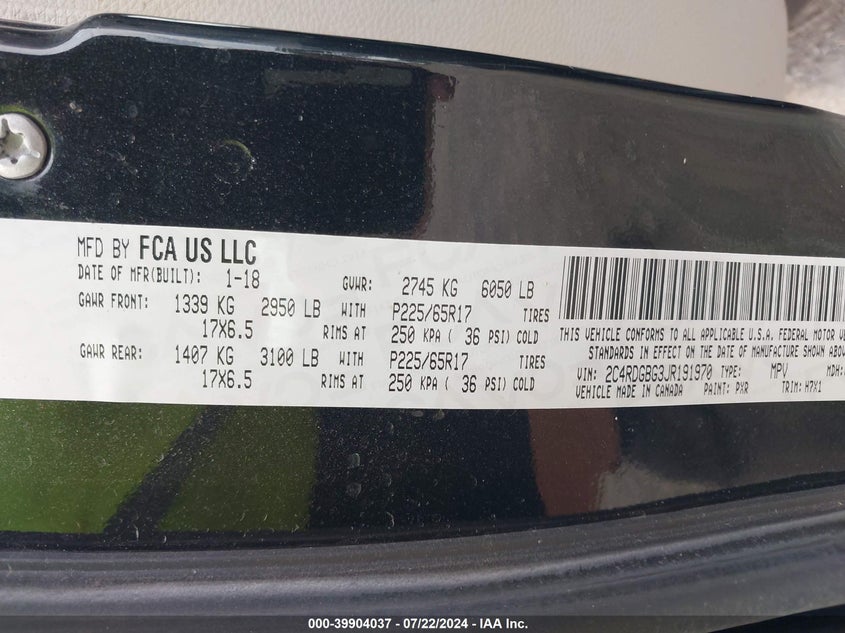 MFD BY FCA US LLC
DATE OF MFR(BUILT): 1-18 GVWR: 2745 KG 6050 LB
GAWR FRONT: 1339 KG 2950 LB WITH P225/65R17 TIRES
17X6.5 RIMS AT 250 KPA ( 36 PSI) COLD
GAWR REAR: 1407 KG 3100 LB WITH P225/65R17 TIRES
17X6.5 RIMS AT 250 KPA ( 36 PSI) COLD
THIS VEHICLE CONFORMS TO ALL APPLICABLE U.S.A. FEDERAL MOTOR
STANDARDS IN EFFECT ON THE DATE OF MANUFACTURE SHOWN
VIN: 2C4RDGBG3JR191970 TYPE: MPV MDH:
VEHICLE MADE IN CANADA PAINT: PXR TRIM: H7X1
000-39904037 - 07/22/2024 - IAA Inc.